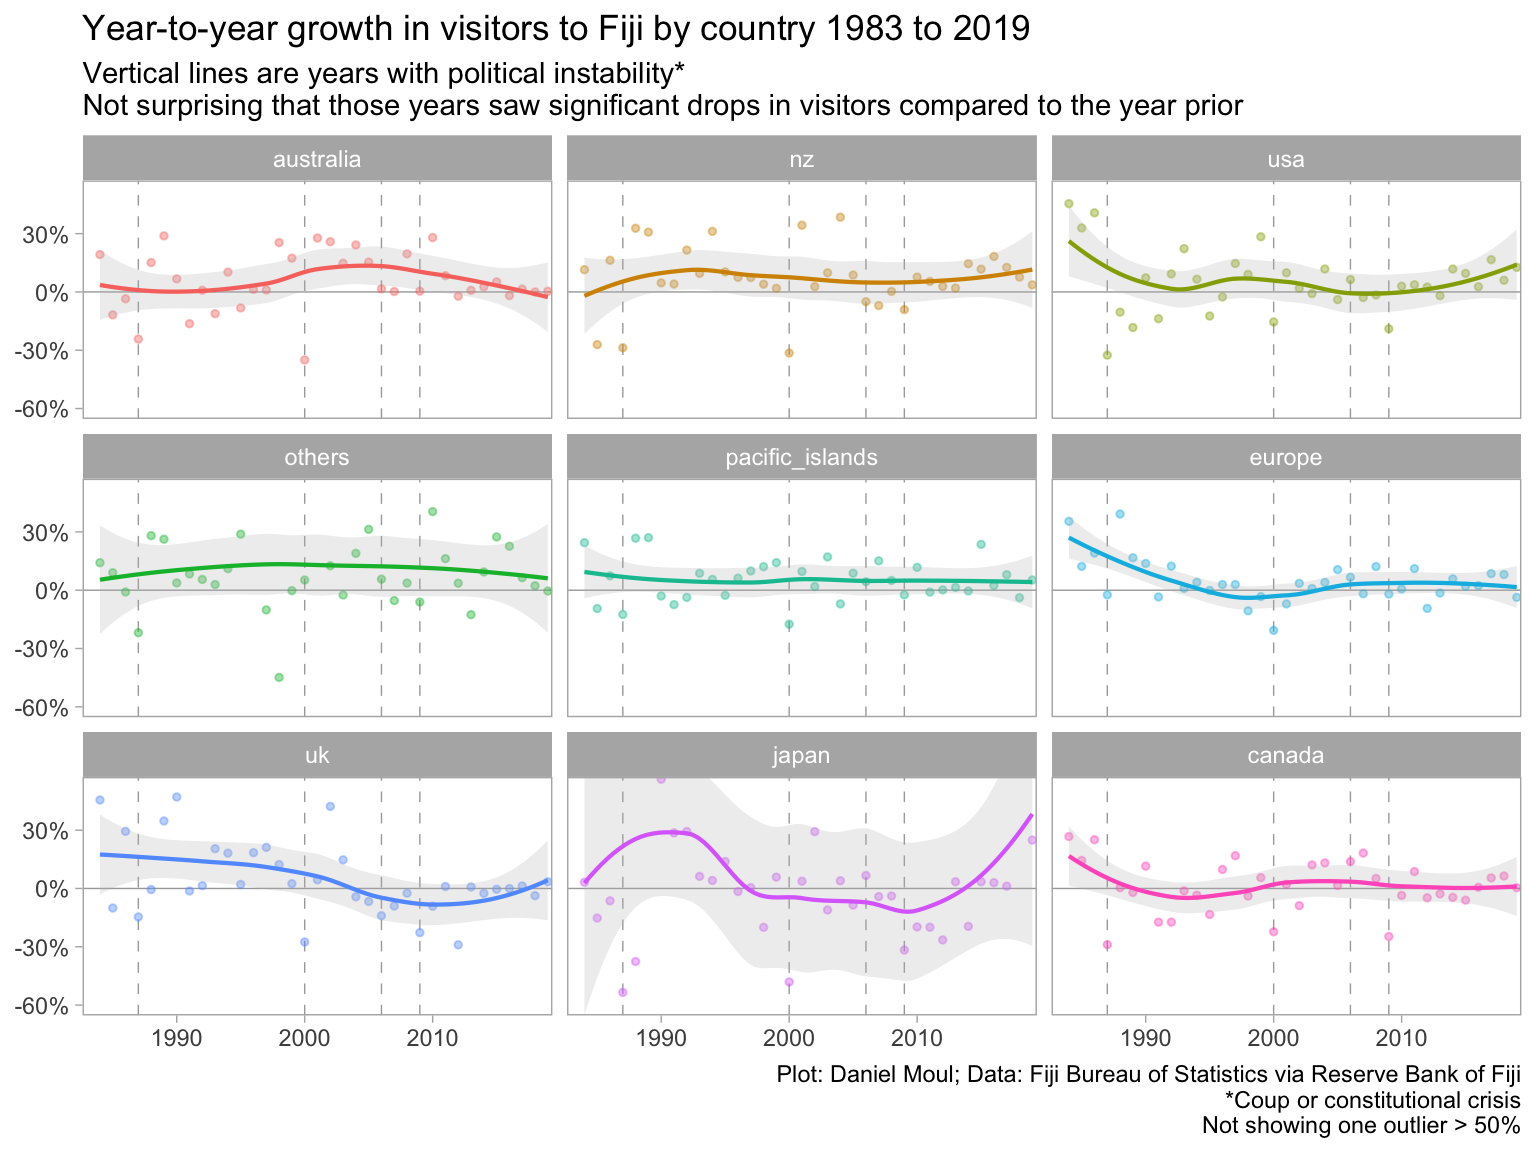 Year-to-year growth in visitors to Fiji by country 1983 to 2019
Vertical lines are years with political instability*
Not surprising that those years saw significant drops in visitors compared to the year prior
australia
nz
usa
30%
0%
-30%
-60%
others
pacific_islands
europe
30%
0%
-30%
-60%
uk
japan
canada
30%
0%
-30%
-60%
1990 2000 2010
1990 2000 2010
1990 2000 2010
Plot: Daniel Moul; Data: Fiji Bureau of Statistics via Reserve Bank of Fiji
*Coup or constitutional crisis
Not showing one outlier > 50%